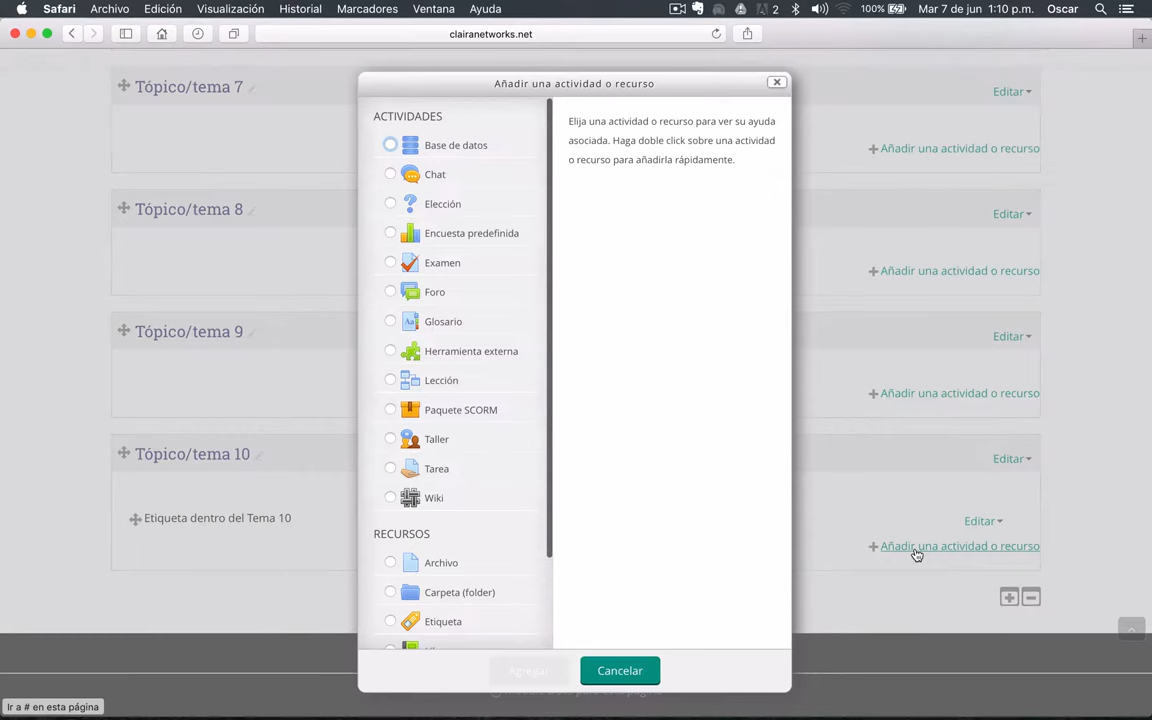 Safari Archivo Edición Visualización Historial Marcadores Ventana Ayuda 2 100% Mar 7 de jun 1:10 p.m. Oscar
clairanetworks.net
Tópico/tema 7
Editar
Añadir una actividad o recurso
Tópico/tema 8
Editar
Añadir una actividad o recurso
Tópico/tema 9
Editar
Añadir una actividad o recurso
Tópico/tema 10
Editar
Etiqueta dentro del Tema 10
Editar
Añadir una actividad o recurso
Añadir una actividad o recurso
ACTIVIDADES
Base de datos
Chat
Elección
Encuesta predefinida
Examen
Foro
Glosario
Herramienta externa
Lección
Paquete SCORM
Taller
Tarea
Wiki
RECURSOS
Archivo
Carpeta (folder)
Etiqueta
Elija una actividad o recurso para ver su ayuda
asociada. Haga doble click sobre una actividad
o recurso para añadirla rápidamente.
Agregar
Cancelar
Ir a # en esta página